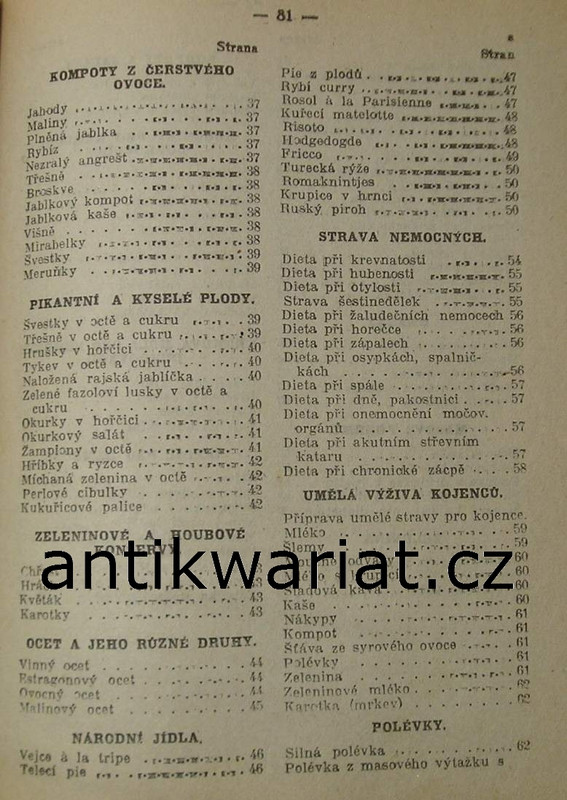 — 81 —
Strana
KOMPOTY Z ČERSTVÉHO
OVOCE.
Jahody 37
Maliny 37
Plněná jablka 37
Rybíz 37
Nezralý angrešt 37
Třešně 38
Broskve 38
Jablkový kompot 38
Jablková kaše 38
Višně 38
Mirabelky 38
Švestky 39
Meruňky 39
PIKANTNÍ A KYSELÉ PLODY.
Švestky v octě a cukru 39
Třešně v octě a cukru 39
Hrušky v hořčici 40
Tykev v octě a cukru 40
Naložená rajská jablíčka 40
Zelené fazolový lusky v octě a
cukru 40
Okurky v hořčici 41
Okurkový salát 41
Žampiony v octě 41
Hříbky a ryzce 42
Míchaná zelenina v octě 42
Perlové cibulky 42
Kukuřicové palice 42
ZELENINOVÉ A HOUBOVÉ
Květák 43
Karotky 43
OCET A JEHO RŮZNÉ DRUHY.
Vinný ocet 44
Estragonový ocet 44
Ovocný ocet 44
Malinový ocet 45
NÁRODNÍ JÍDLA.
Vejce à la tripe 46
Telecí pie 46
Stran
Pie z plodů 47
Rybí curry 47
Rosol à la Parisienne 47
Kuřecí matelotte 48
Risoto 48
Hodgedogde 48
Fricco 49
Turecká rýže 50
Romaknintjes 50
Krupice v hrnci 50
Ruský piroh 50
STRAVA NEMOCNÝCH.
Dieta při krevnatosti 54
Dieta při hubenosti 55
Dieta při otylosti 55
Strava šestinedělek 55
Dieta při žaludečních nemocech 56
Dieta při horečce 56
Dieta při zápalech 56
Dieta při osypkách, spalnič-
kách 56
Dieta při spále 57
Dieta při dně, pakostnici 57
Dieta při onemocnění močov.
orgánů 57
Dieta při akutním střevním
kataru 57
Dieta při chronické zácpě 58
UMĚLÁ VÝŽIVA KOJENCŮ.
Příprava umělé stravy pro kojence.
Mléko 59
Šlemy 59
60
60
Sladová káva 60
Kaše 60
Nákypy 61
Kompot 61
Šťáva ze syrového ovoce 61
Polévky 61
Zelenina 61
Zeleninové mléko 62
Karotka (mrkev) 62
POLÉVKY.
Silná polévka 62
Polévka z masového výtažku s
antikwariat.cz